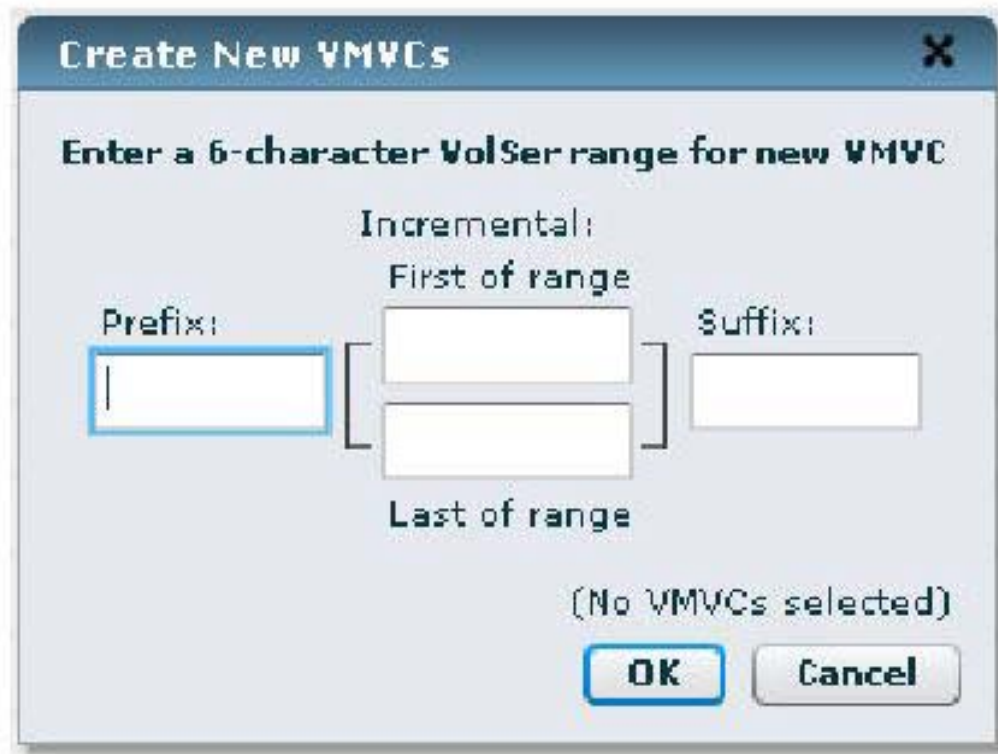 Create New VMVCs
Enter a 6-character VolSer range for new VMVC
Incremental:
First of range
Prefix:
Suffix:
Last of range
(No VMVCs selected)
OK
Cancel